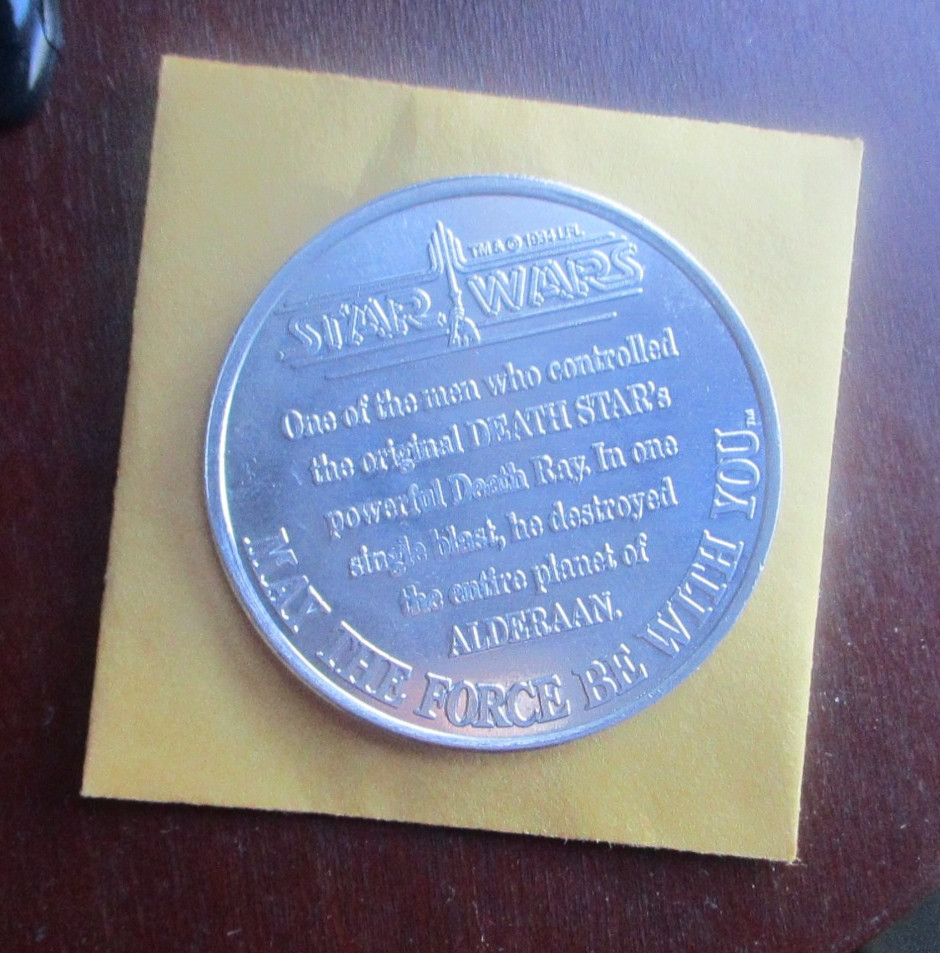 TM & © 1984 LFL
STAR WARS
One of the men who controlled
the original DEATH STAR's
powerful Death Ray. In one
single blast, he destroyed
the entire planet of
ALDERAAN.
MAY THE FORCE BE WITH YOU.™